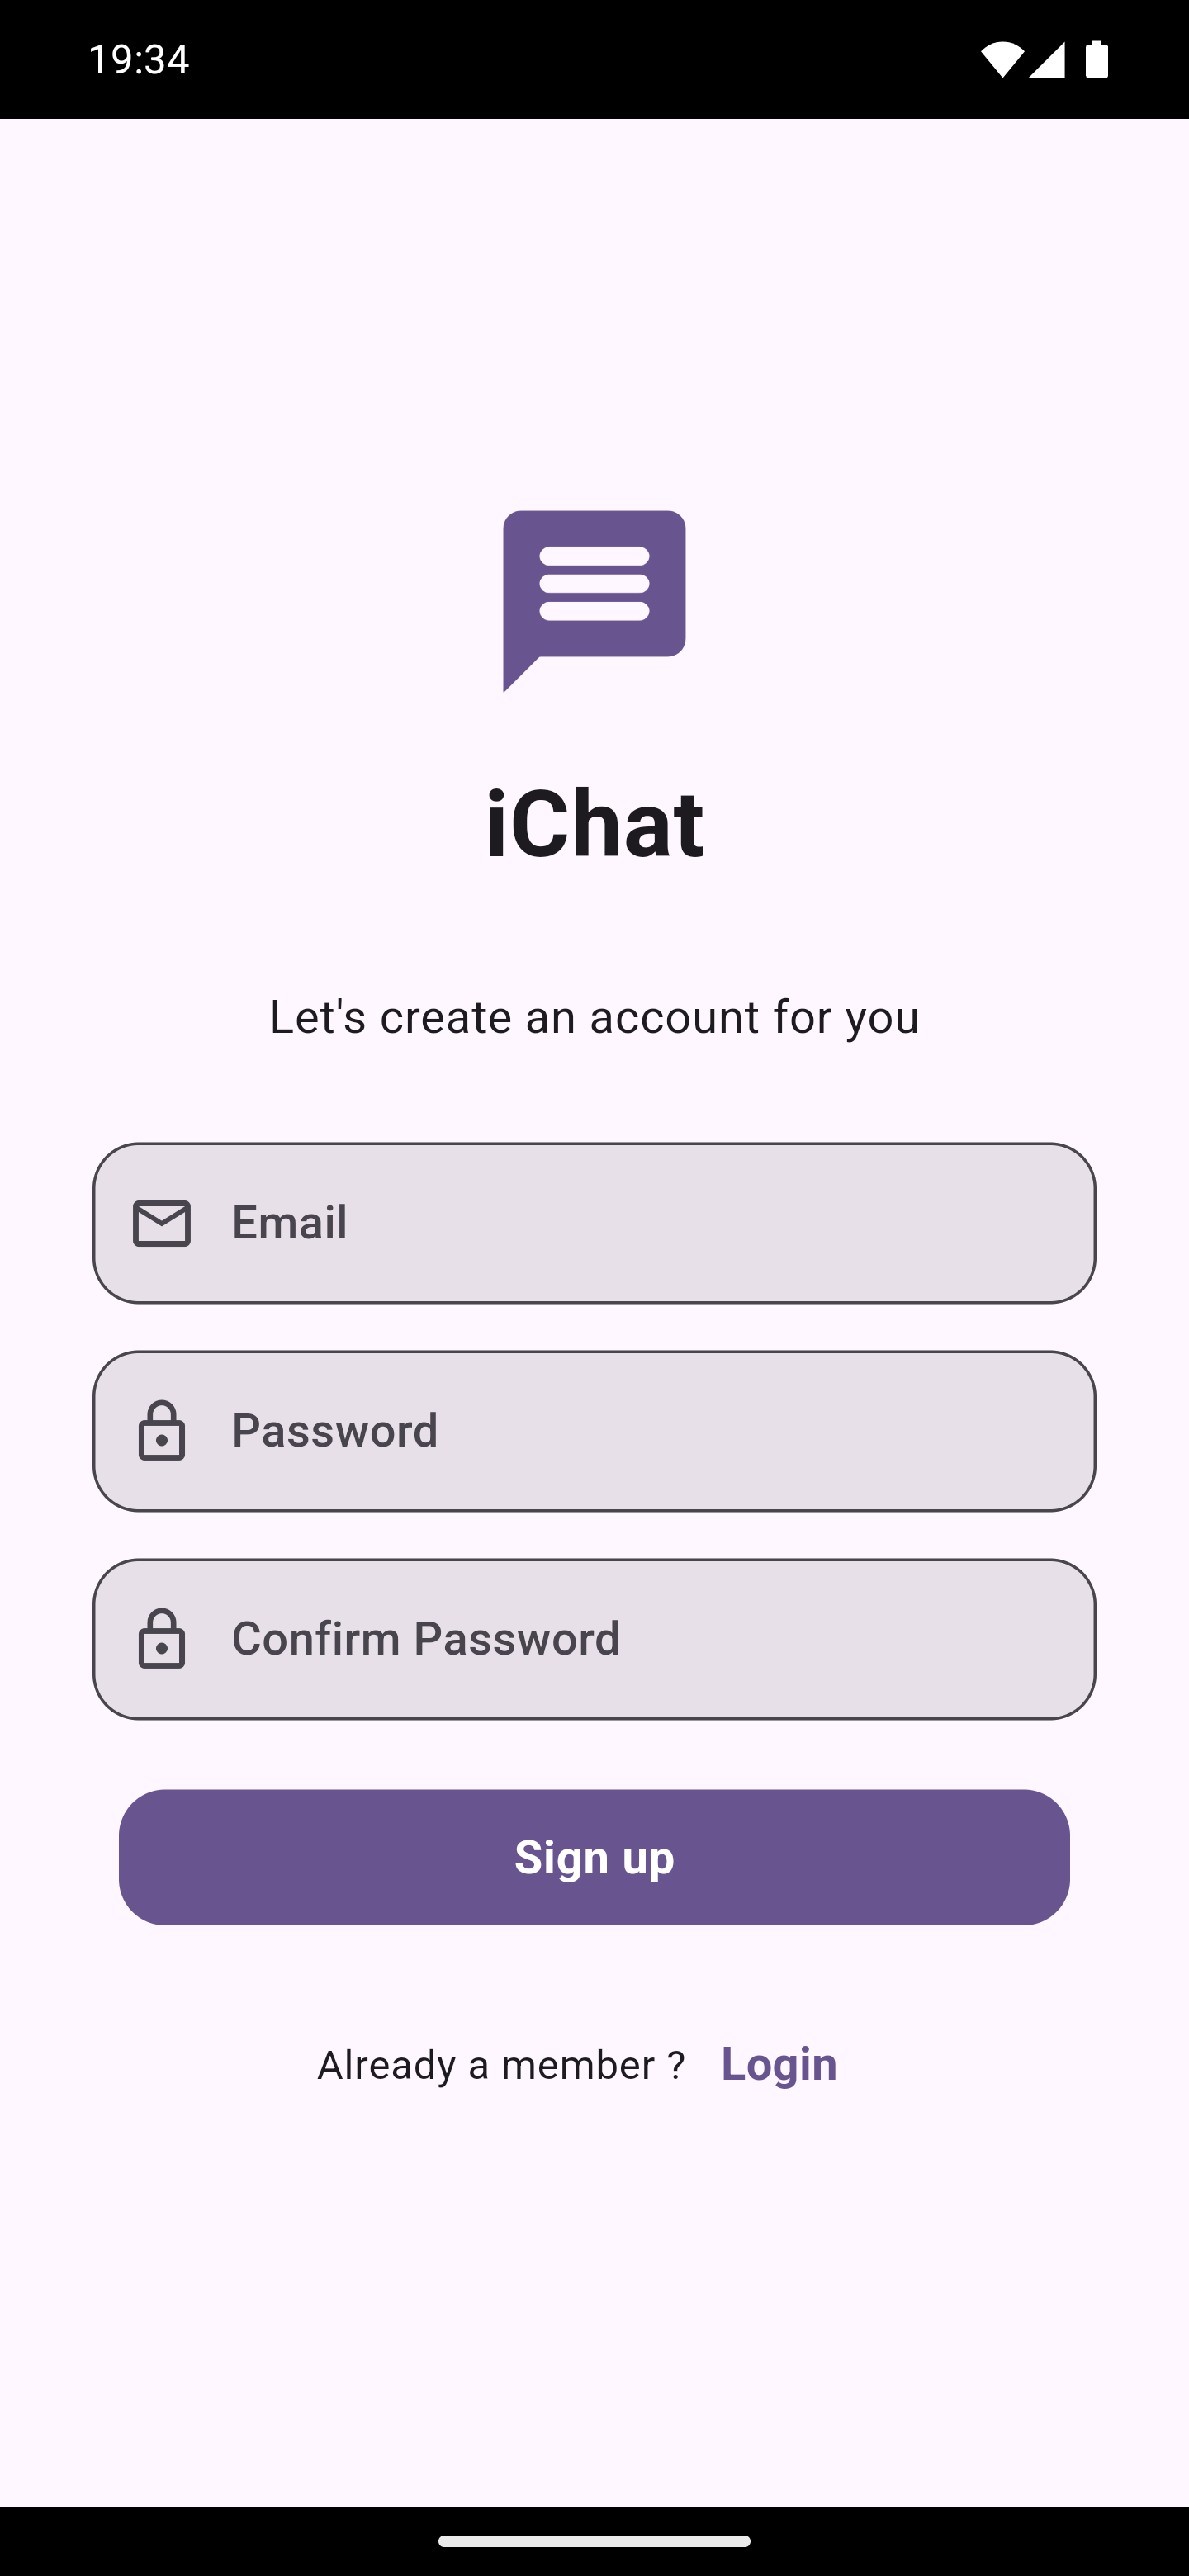 19:34
iChat
Let's create an account for you
Email
Password
Confirm Password
Sign up
Already a member ? Login